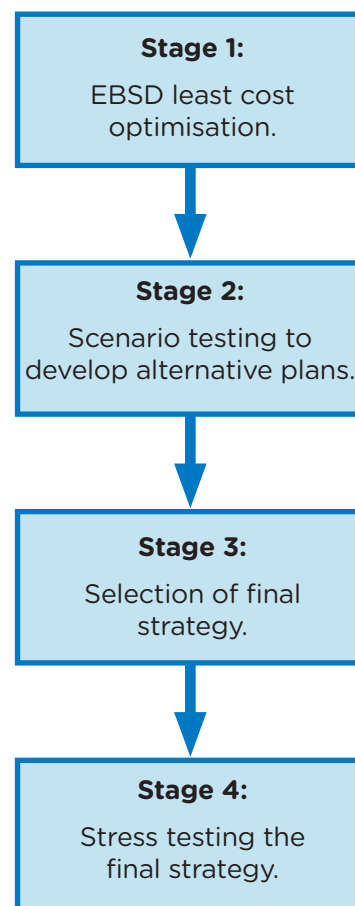 Stage 1:
EBSD least cost
optimisation.
Stage 2:
Scenario testing to
develop alternative plans.
Stage 3:
Selection of final
strategy.
Stage 4:
Stress testing the
final strategy.